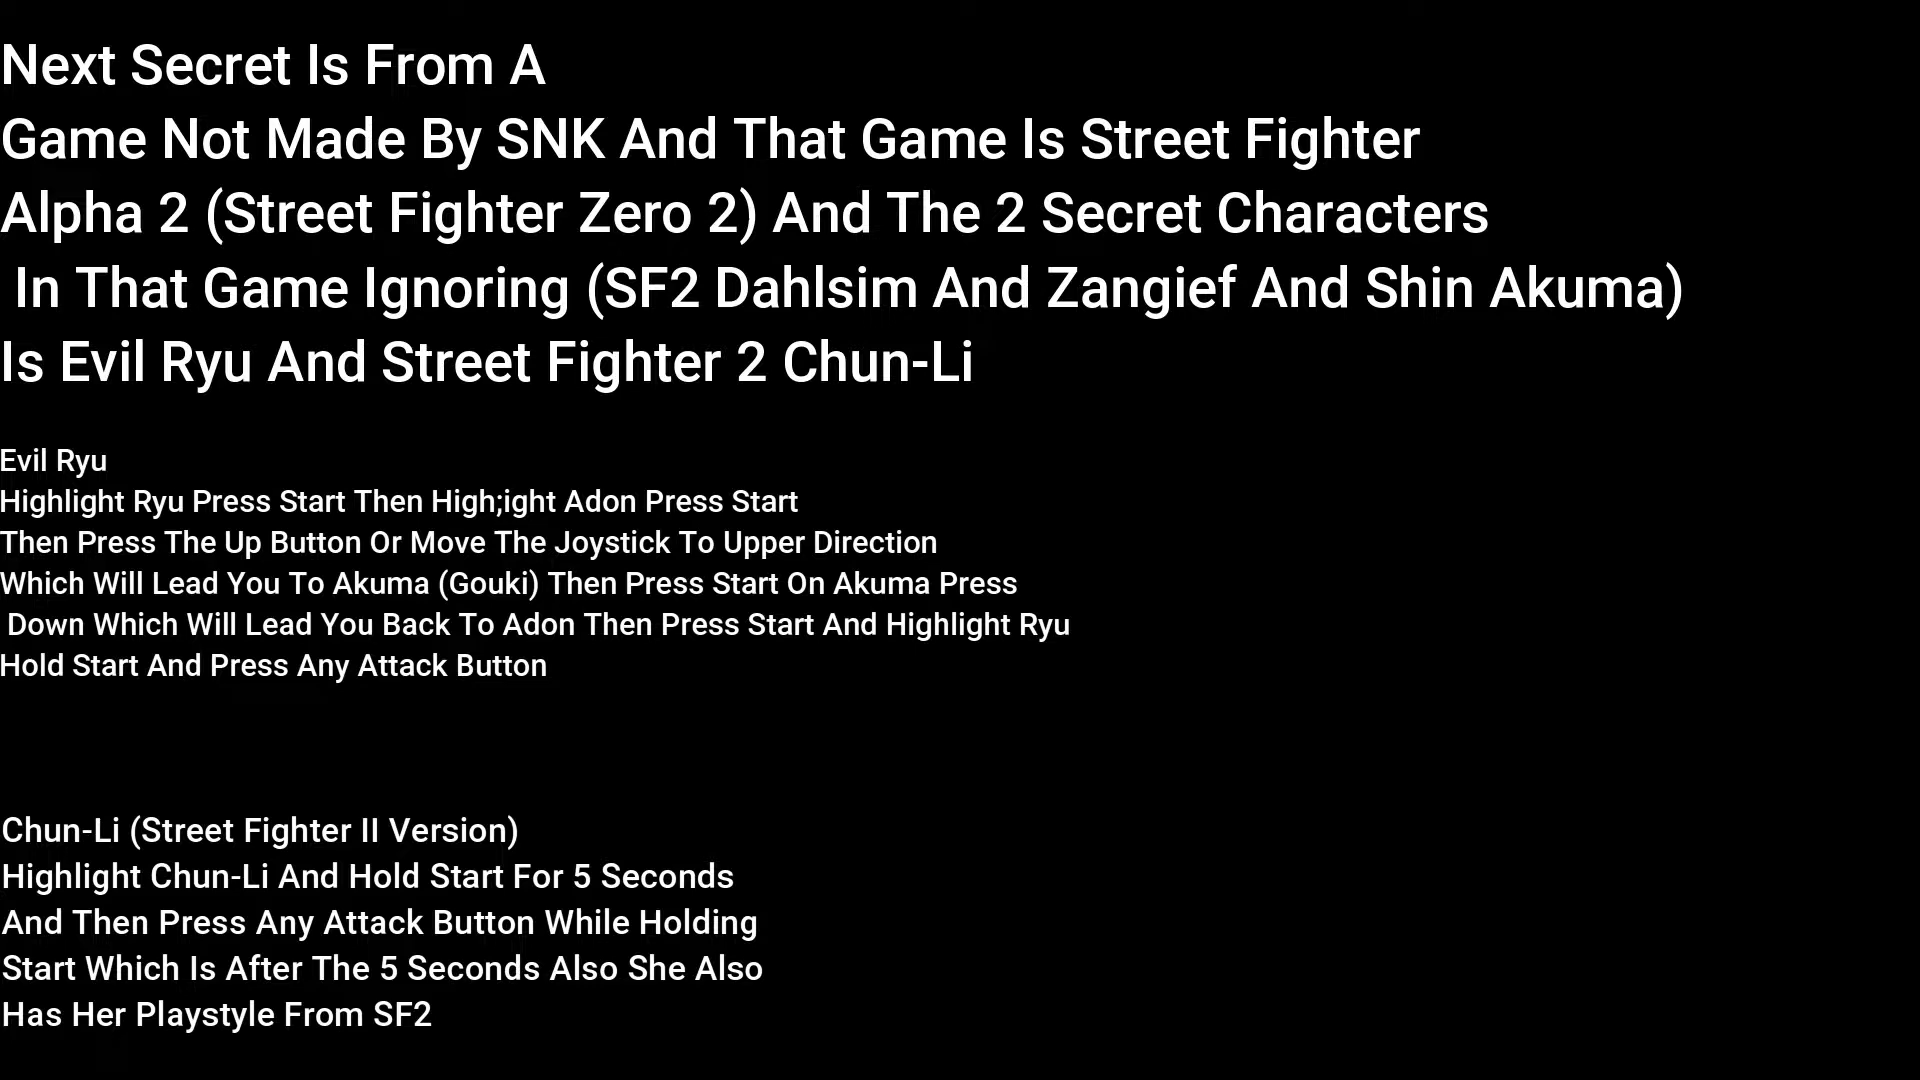 Next Secret Is From A
Game Not Made By SNK And That Game Is Street Fighter
Alpha 2 (Street Fighter Zero 2) And The 2 Secret Characters
In That Game Ignoring (SF2 Dahlsim And Zangief And Shin Akuma)
Is Evil Ryu And Street Fighter 2 Chun-Li
Evil Ryu
Highlight Ryu Press Start Then High;ight Adon Press Start
Then Press The Up Button Or Move The Joystick To Upper Direction
Which Will Lead You To Akuma (Gouki) Then Press Start On Akuma Press
Down Which Will Lead You Back To Adon Then Press Start And Highlight Ryu
Hold Start And Press Any Attack Button
Chun-Li (Street Fighter II Version)
Highlight Chun-Li And Hold Start For 5 Seconds
And Then Press Any Attack Button While Holding
Start Which Is After The 5 Seconds Also She Also
Has Her Playstyle From SF2